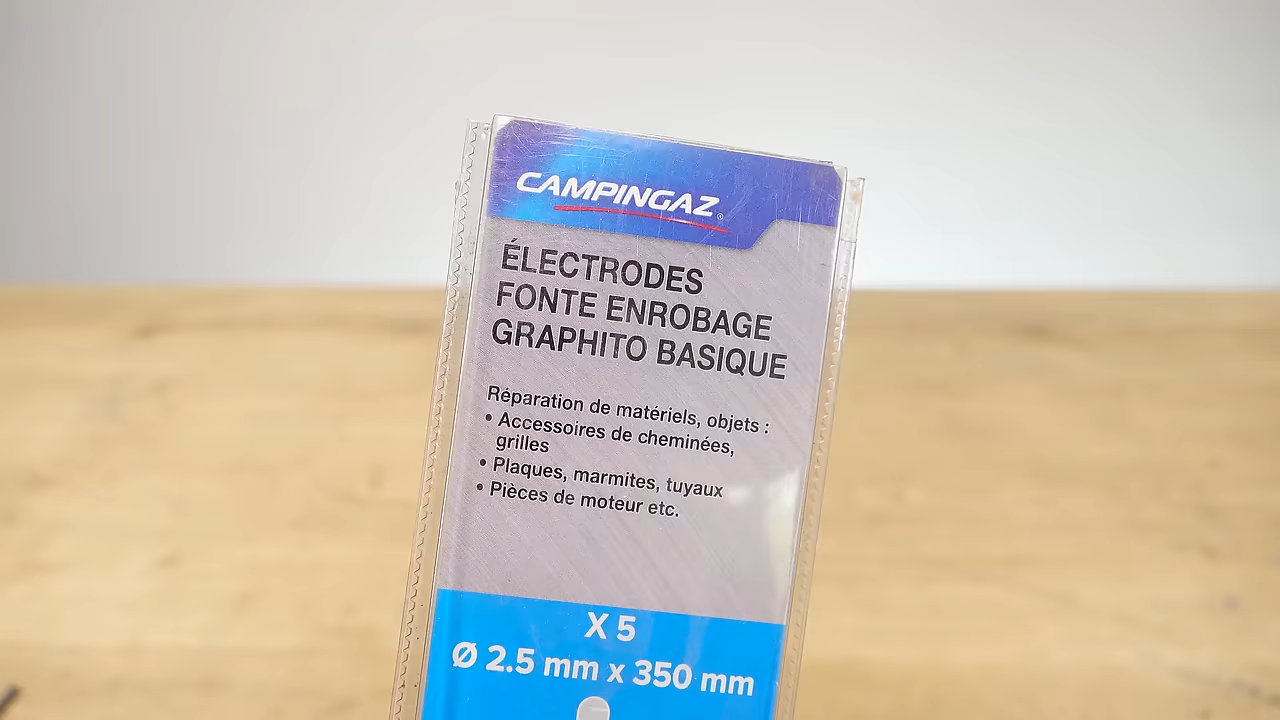 CAMPINGAZ®
ÉLECTRODES
FONTE ENROBAGE
GRAPHITO BASIQUE
Réparation de matériels, objets :
• Accessoires de cheminées,
grilles
• Plaques, marmites, tuyaux
• Pièces de moteur etc.
X 5
Ø 2.5 mm x 350 mm